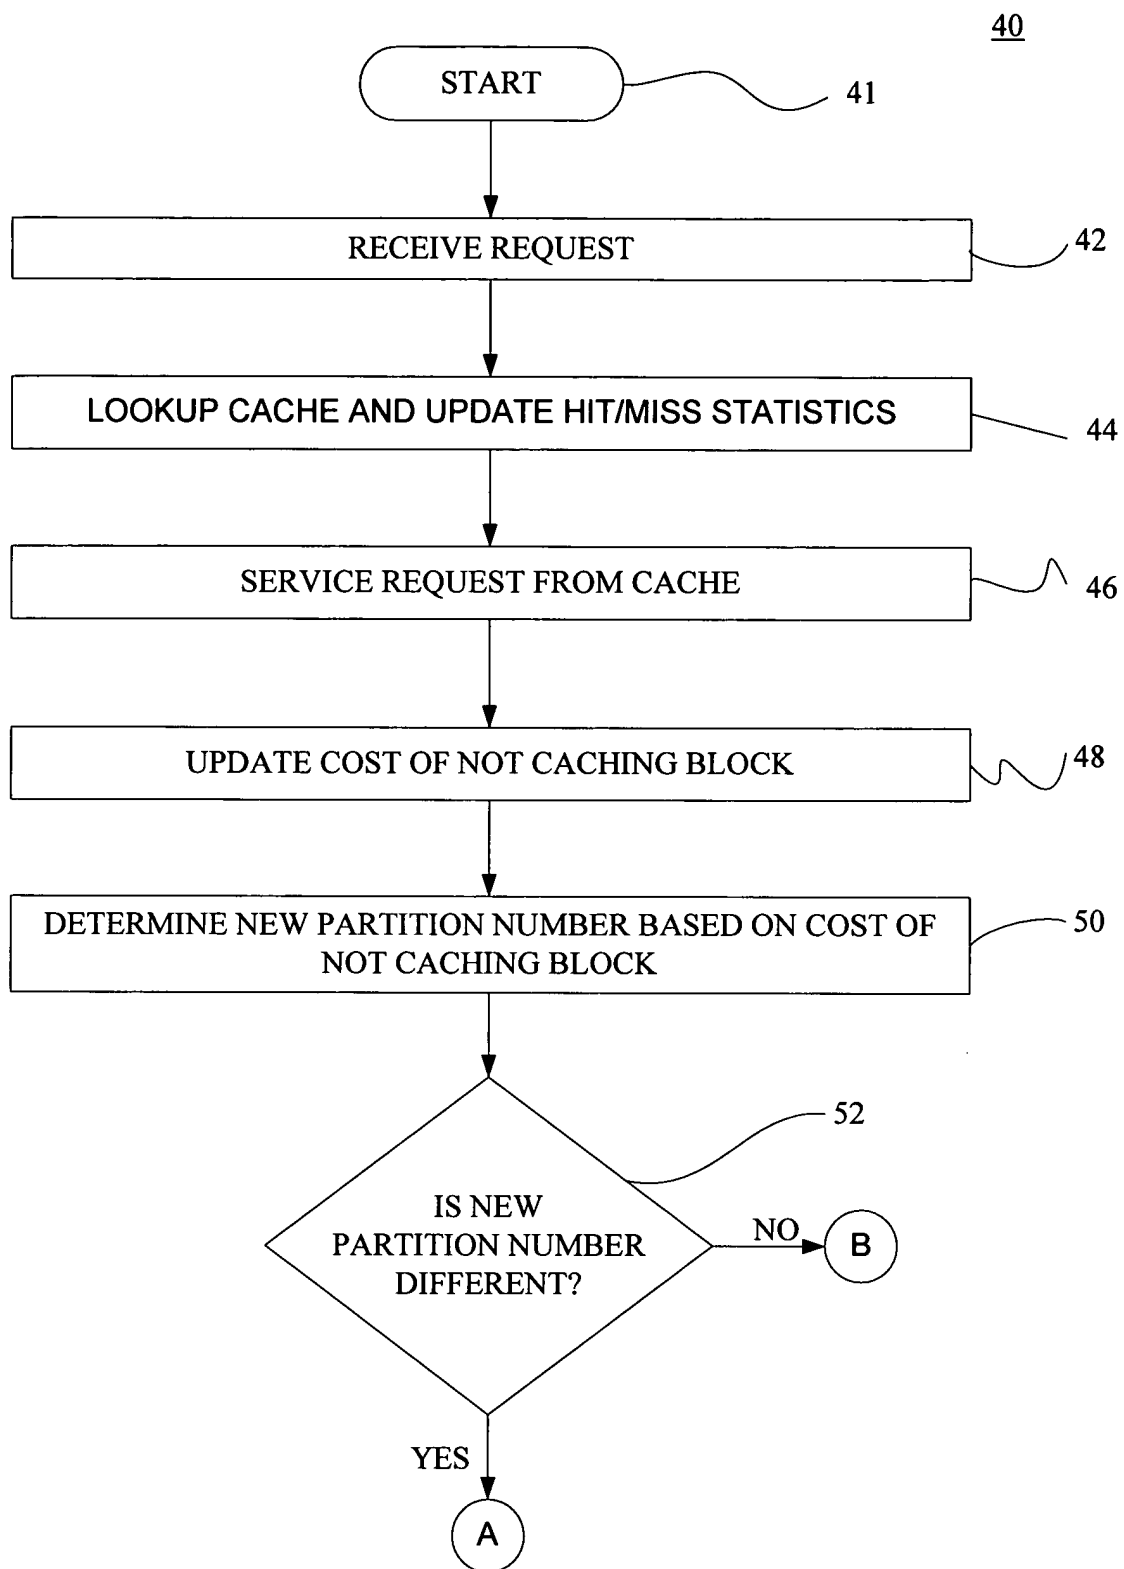 40
START
41
RECEIVE REQUEST
42
LOOKUP CACHE AND UPDATE HIT/MISS STATISTICS
44
SERVICE REQUEST FROM CACHE
46
UPDATE COST OF NOT CACHING BLOCK
48
DETERMINE NEW PARTITION NUMBER BASED ON COST OF
NOT CACHING BLOCK
50
52
IS NEW
PARTITION NUMBER
DIFFERENT?
NO
B
YES
A